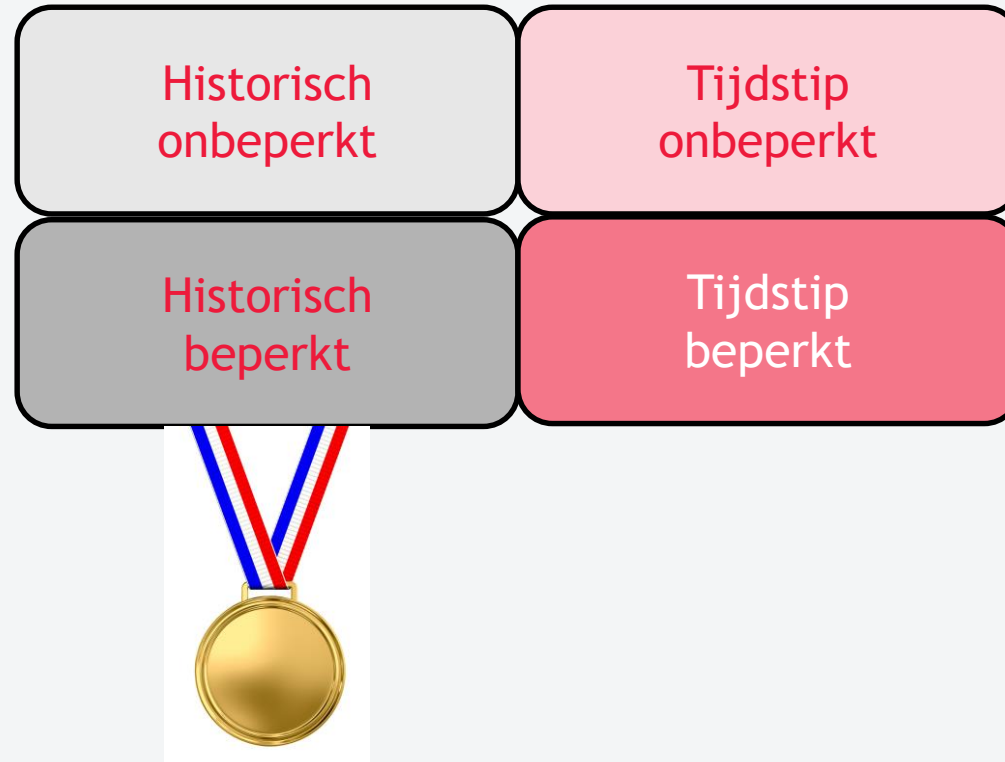 Historisch
onbeperkt
Tijdstip
onbeperkt
Historisch
beperkt
Tijdstip
beperkt